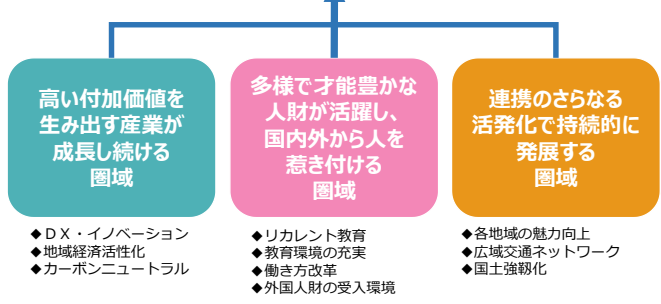 高い付加価値を
生み出す産業が
成長し続ける
圏域
◆ＤＸ・イノベーション
◆地域経済活性化
◆カーボンニュートラル
多様で才能豊かな
人財が活躍し、
国内外から人を
惹き付ける
圏域
◆リカレント教育
◆教育環境の充実
◆働き方改革
◆外国人財の受入環境
連携のさらなる
活発化で持続的に
発展する
圏域
◆各地域の魅力向上
◆広域交通ネットワーク
◆国土強靱化